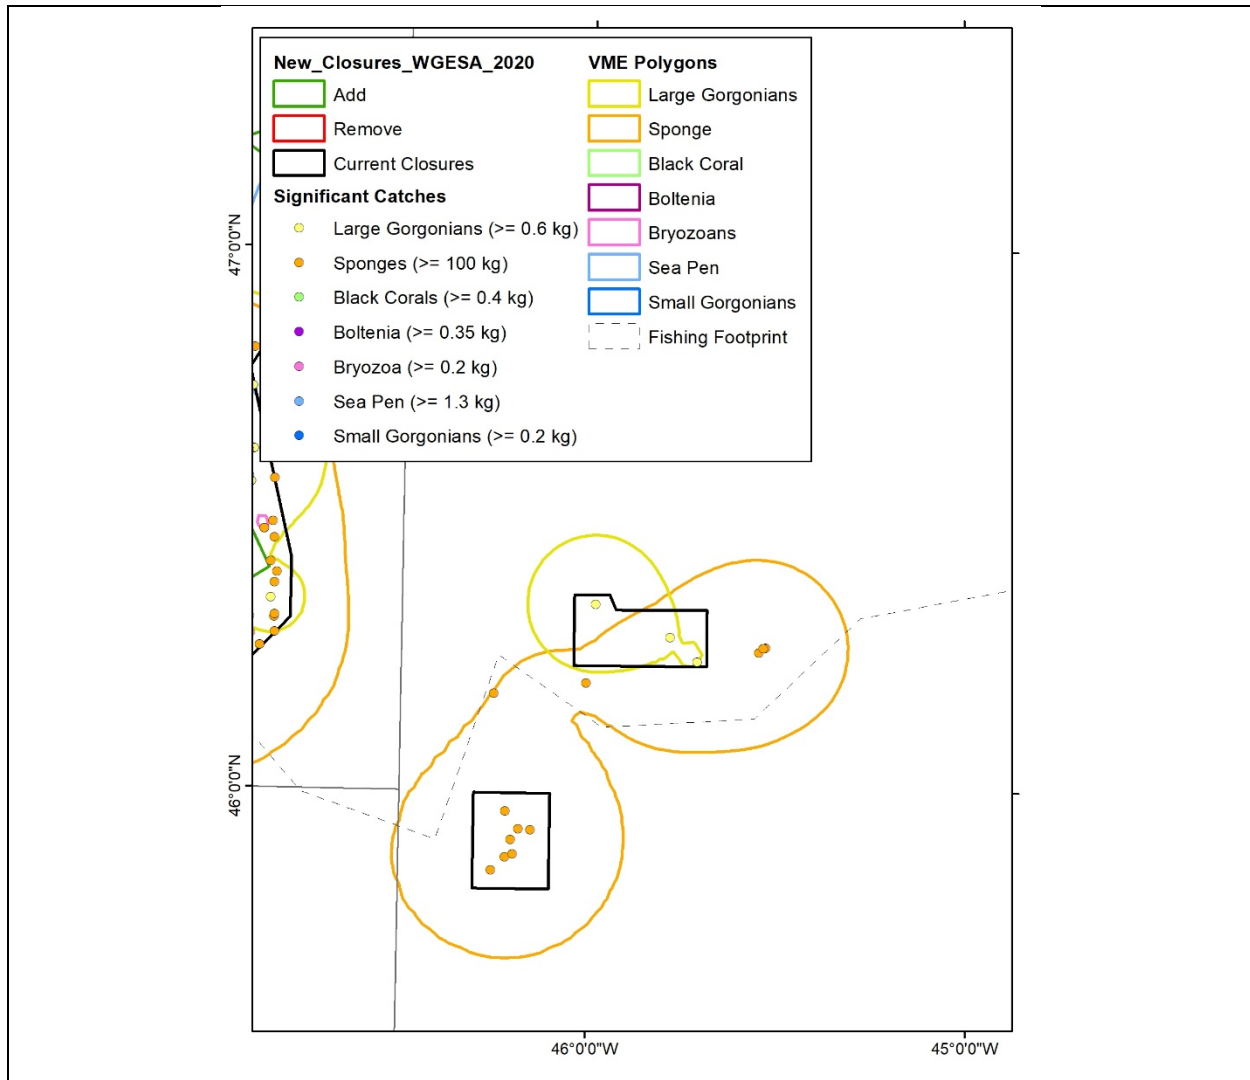 New_Closures_WGESA_2020
Add
Remove
Current Closures
Significant Catches
Large Gorgonians (>= 0.6 kg)
Sponges (>= 100 kg)
Black Corals (>= 0.4 kg)
Boltenia (>= 0.35 kg)
Bryozoa (>= 0.2 kg)
Sea Pen (>= 1.3 kg)
Small Gorgonians (>= 0.2 kg)
VME Polygons
Large Gorgonians
Sponge
Black Coral
Boltenia
Bryozoans
Sea Pen
Small Gorgonians
Fishing Footprint
47°0'0"N
46°0'0"N
46°0'0"W
45°0'0"W